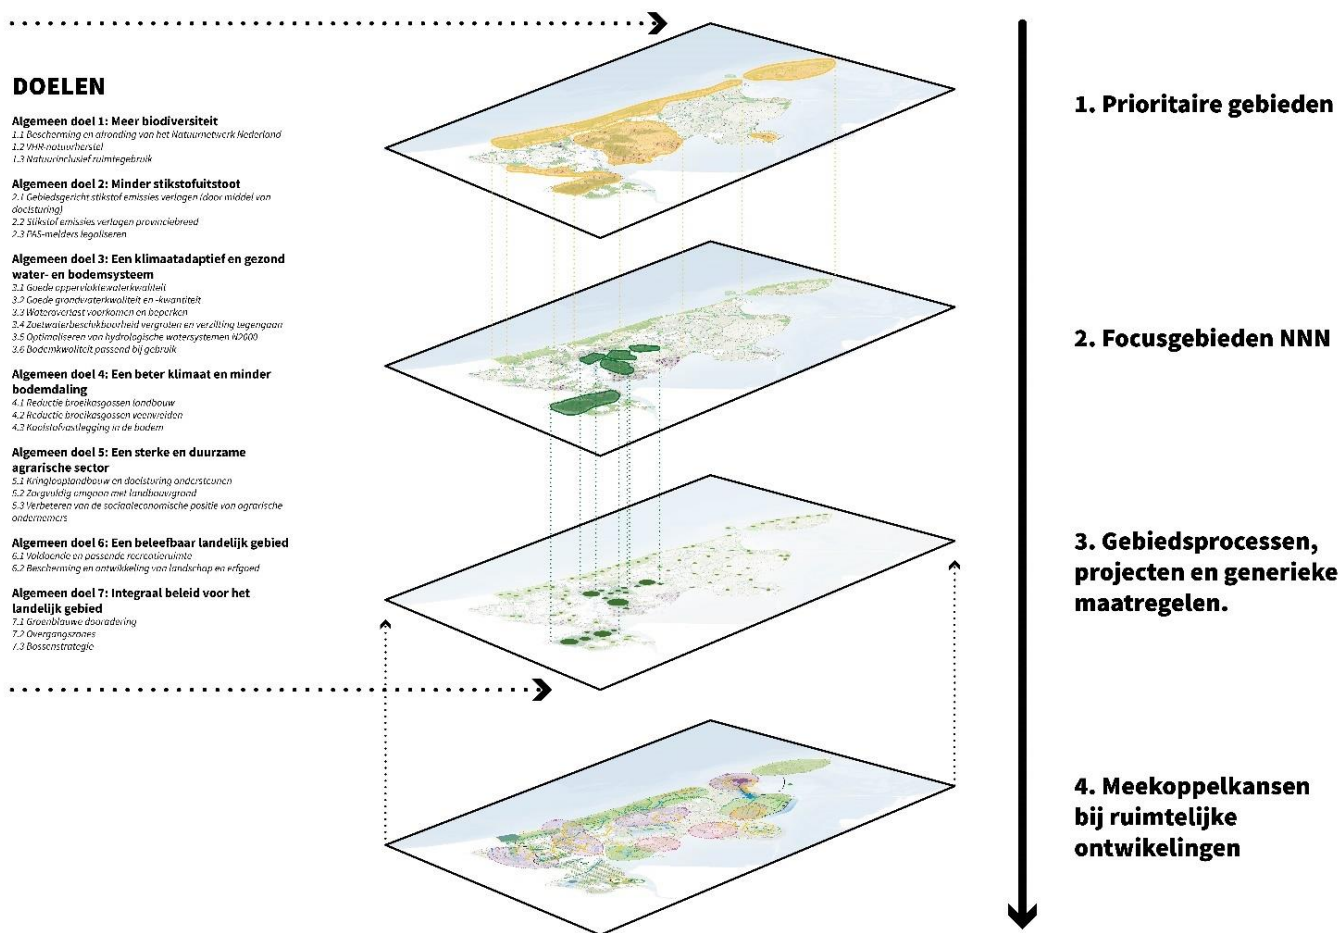 DOELEN
Algemeen doel 1: Meer biodiversiteit
1.1 Bescherming en afronding van het Natuurnetwerk Nederland
1.2 VHR-natuurherstel
1.3 Natuurinclusief ruimtegebruik
Algemeen doel 2: Minder stikstofuitstoot
2.1 Gebiedsgericht stikstof emissies verlagen (door middel van
doelsturing)
2.2 Stikstof emissies verlagen provinciebreed
2.3 PAS-melders legaliseren
Algemeen doel 3: Een klimaatadaptief en gezond
water- en bodemsysteem
3.1 Goede oppervlaktewaterkwaliteit
3.2 Goede grondwaterkwaliteit en -kwantiteit
3.3 Wateroverlast voorkomen en beperken
3.4 Zoetwaterbeschikbaarheid vergroten en verzilting tegengaan
3.5 Optimaliseren van hydrologische watersystemen N2000
3.6 Bodemkwaliteit passend bij gebruik
Algemeen doel 4: Een beter klimaat en minder
bodemdaling
4.1 Reductie broeikasgassen landbouw
4.2 Reductie broeikasgassen veenweiden
4.3 Koolstofvastlegging in de bodem
Algemeen doel 5: Een sterke en duurzame
agrarische sector
5.1 Kringlooplandbouw en doelsturing ondersteunen
5.2 Zorgvuldig omgaan met landbouwgrond
5.3 Verbeteren van de sociaaleconomische positie van agrarische
ondernemers
Algemeen doel 6: Een beleefbaar landelijk gebied
6.1 Voldoende en passende recreatieruimte
6.2 Bescherming en ontwikkeling van landschap en erfgoed
Algemeen doel 7: Integraal beleid voor het
landelijk gebied
7.1 Groenblauwe dooradering
7.2 Overgangszones
7.3 Bossenstrategie
1. Prioritaire gebieden
2. Focusgebieden NNN
3. Gebiedsprocessen,
projecten en generieke
maatregelen.
4. Meekoppelkansen
bij ruimtelijke
ontwikelingen